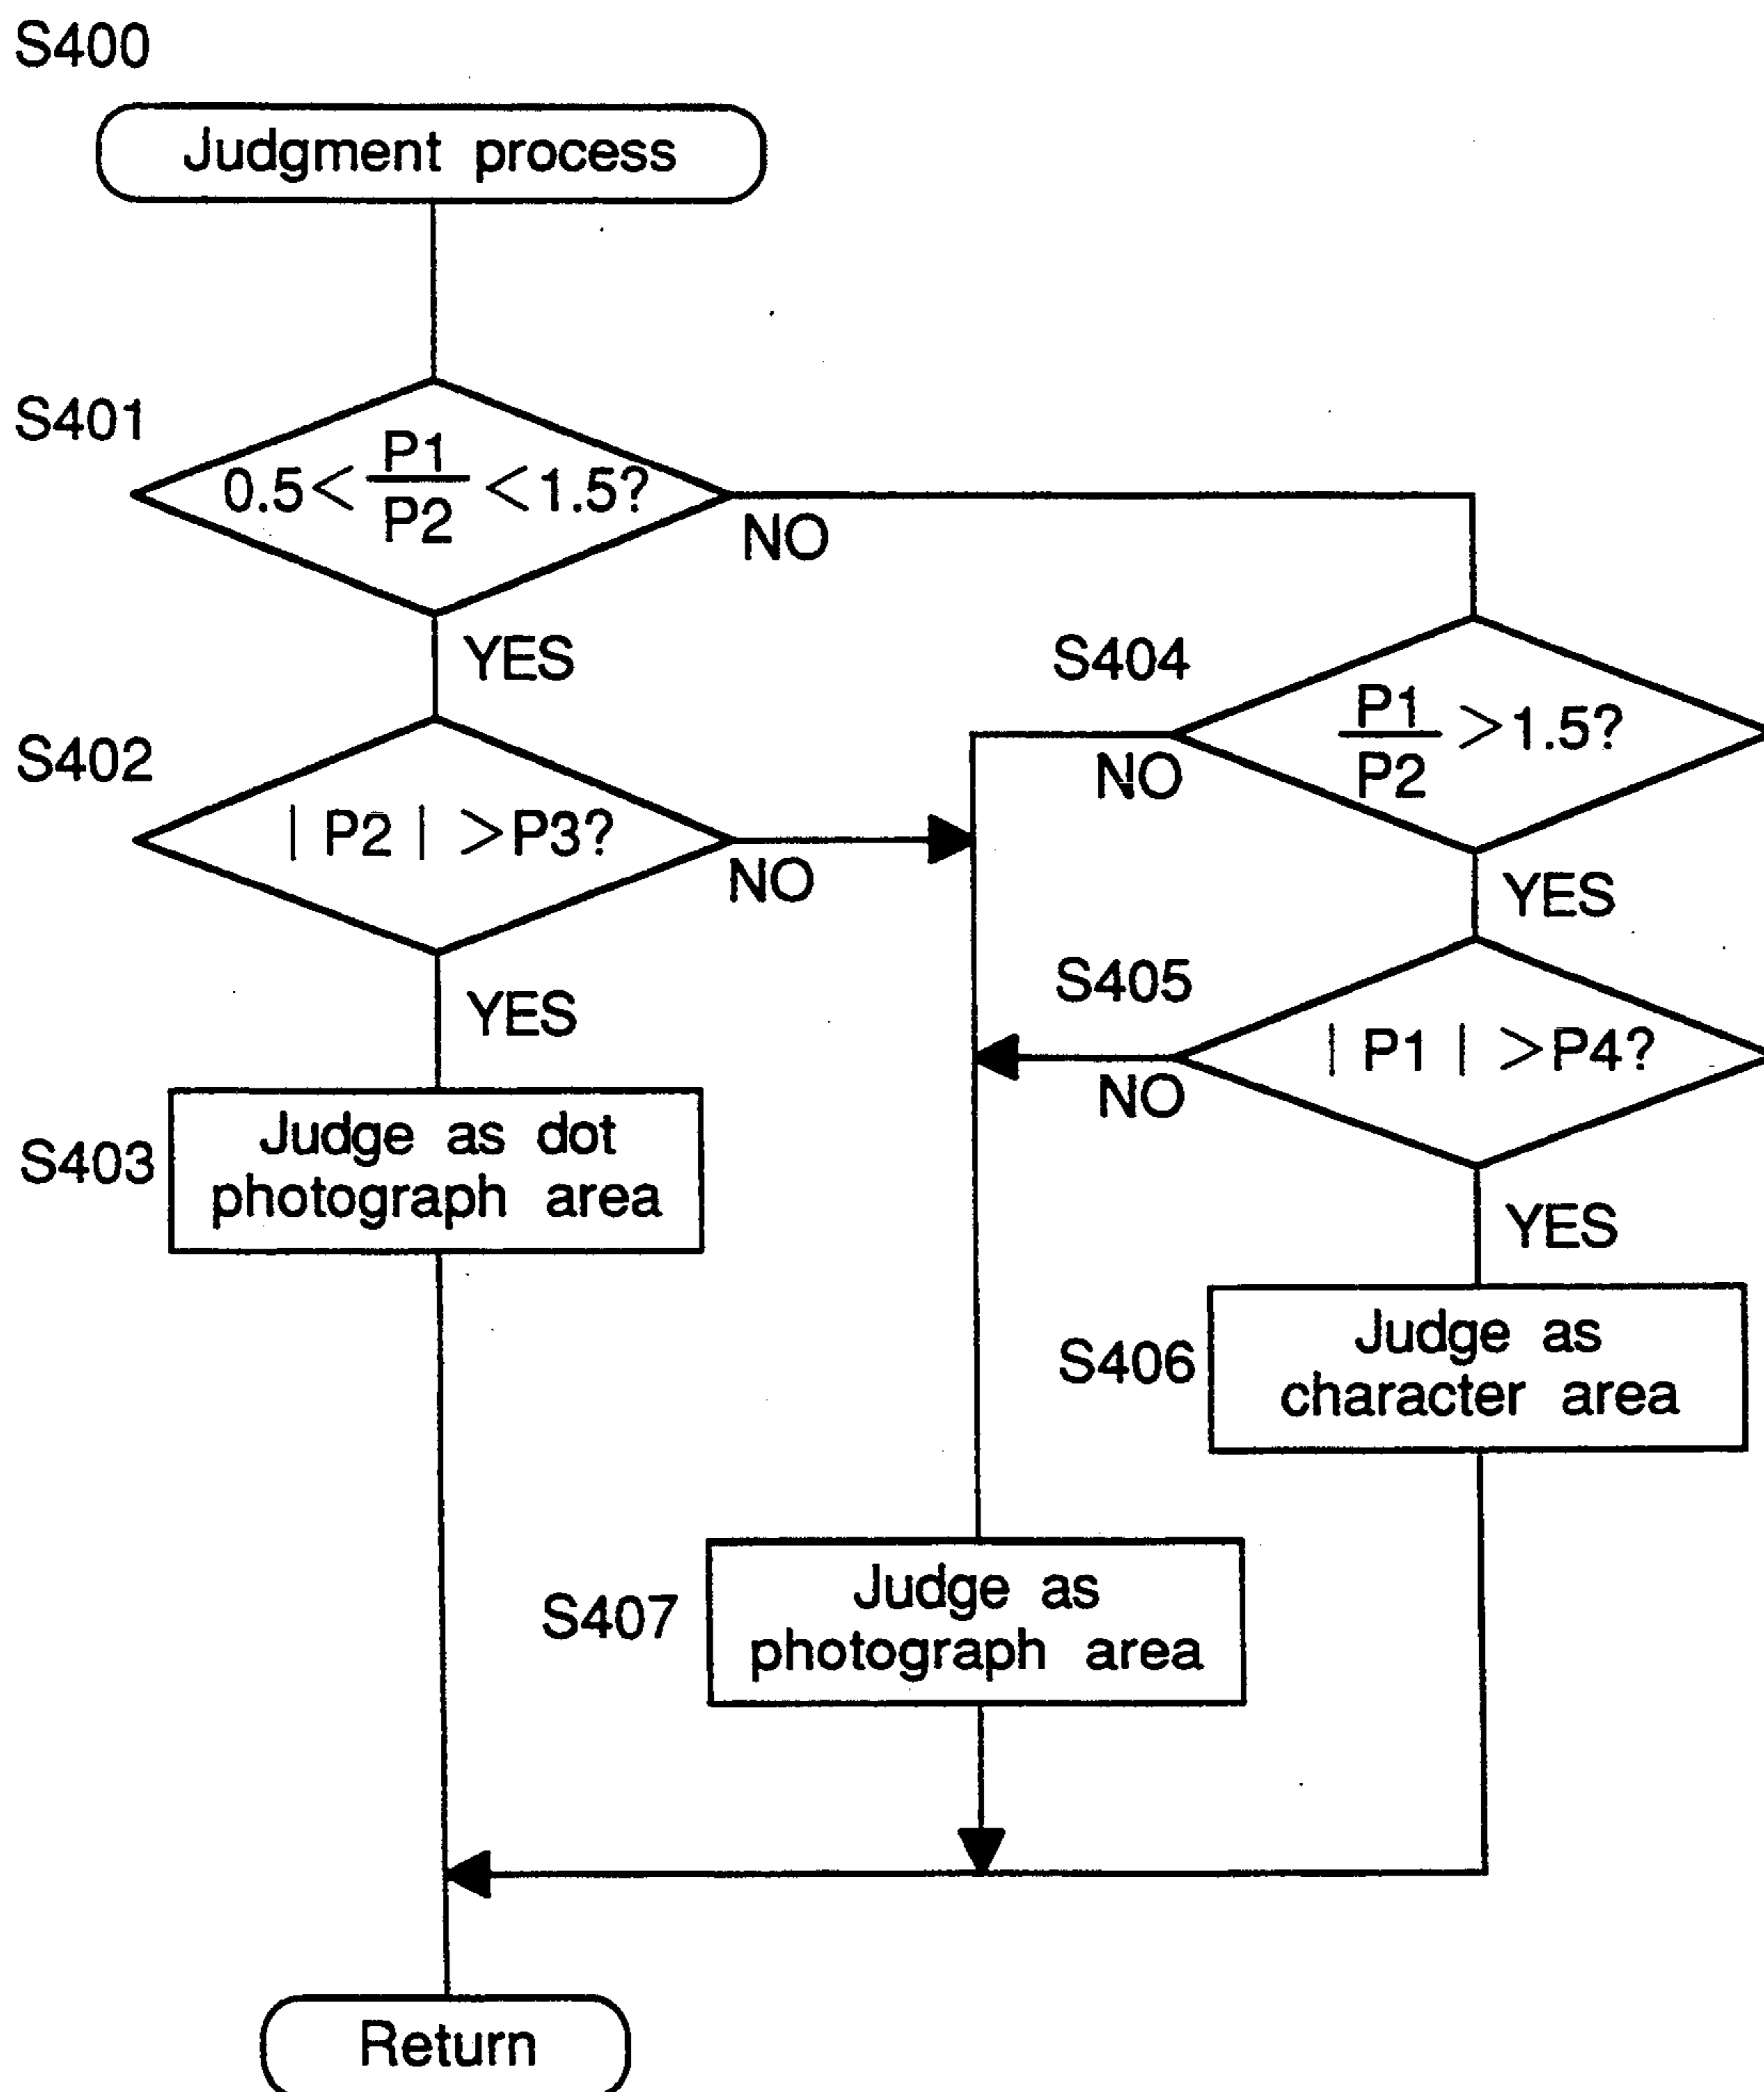 S400
Judgment process
S401
0.5< P1/P2 <1.5?
NO
YES
S404
P1/P2 >1.5?
NO
YES
S402
| P2 | >P3?
NO
YES
S405
| P1 | >P4?
NO
YES
S403
Judge as dot
photograph area
S406
Judge as
character area
S407
Judge as
photograph area
Return